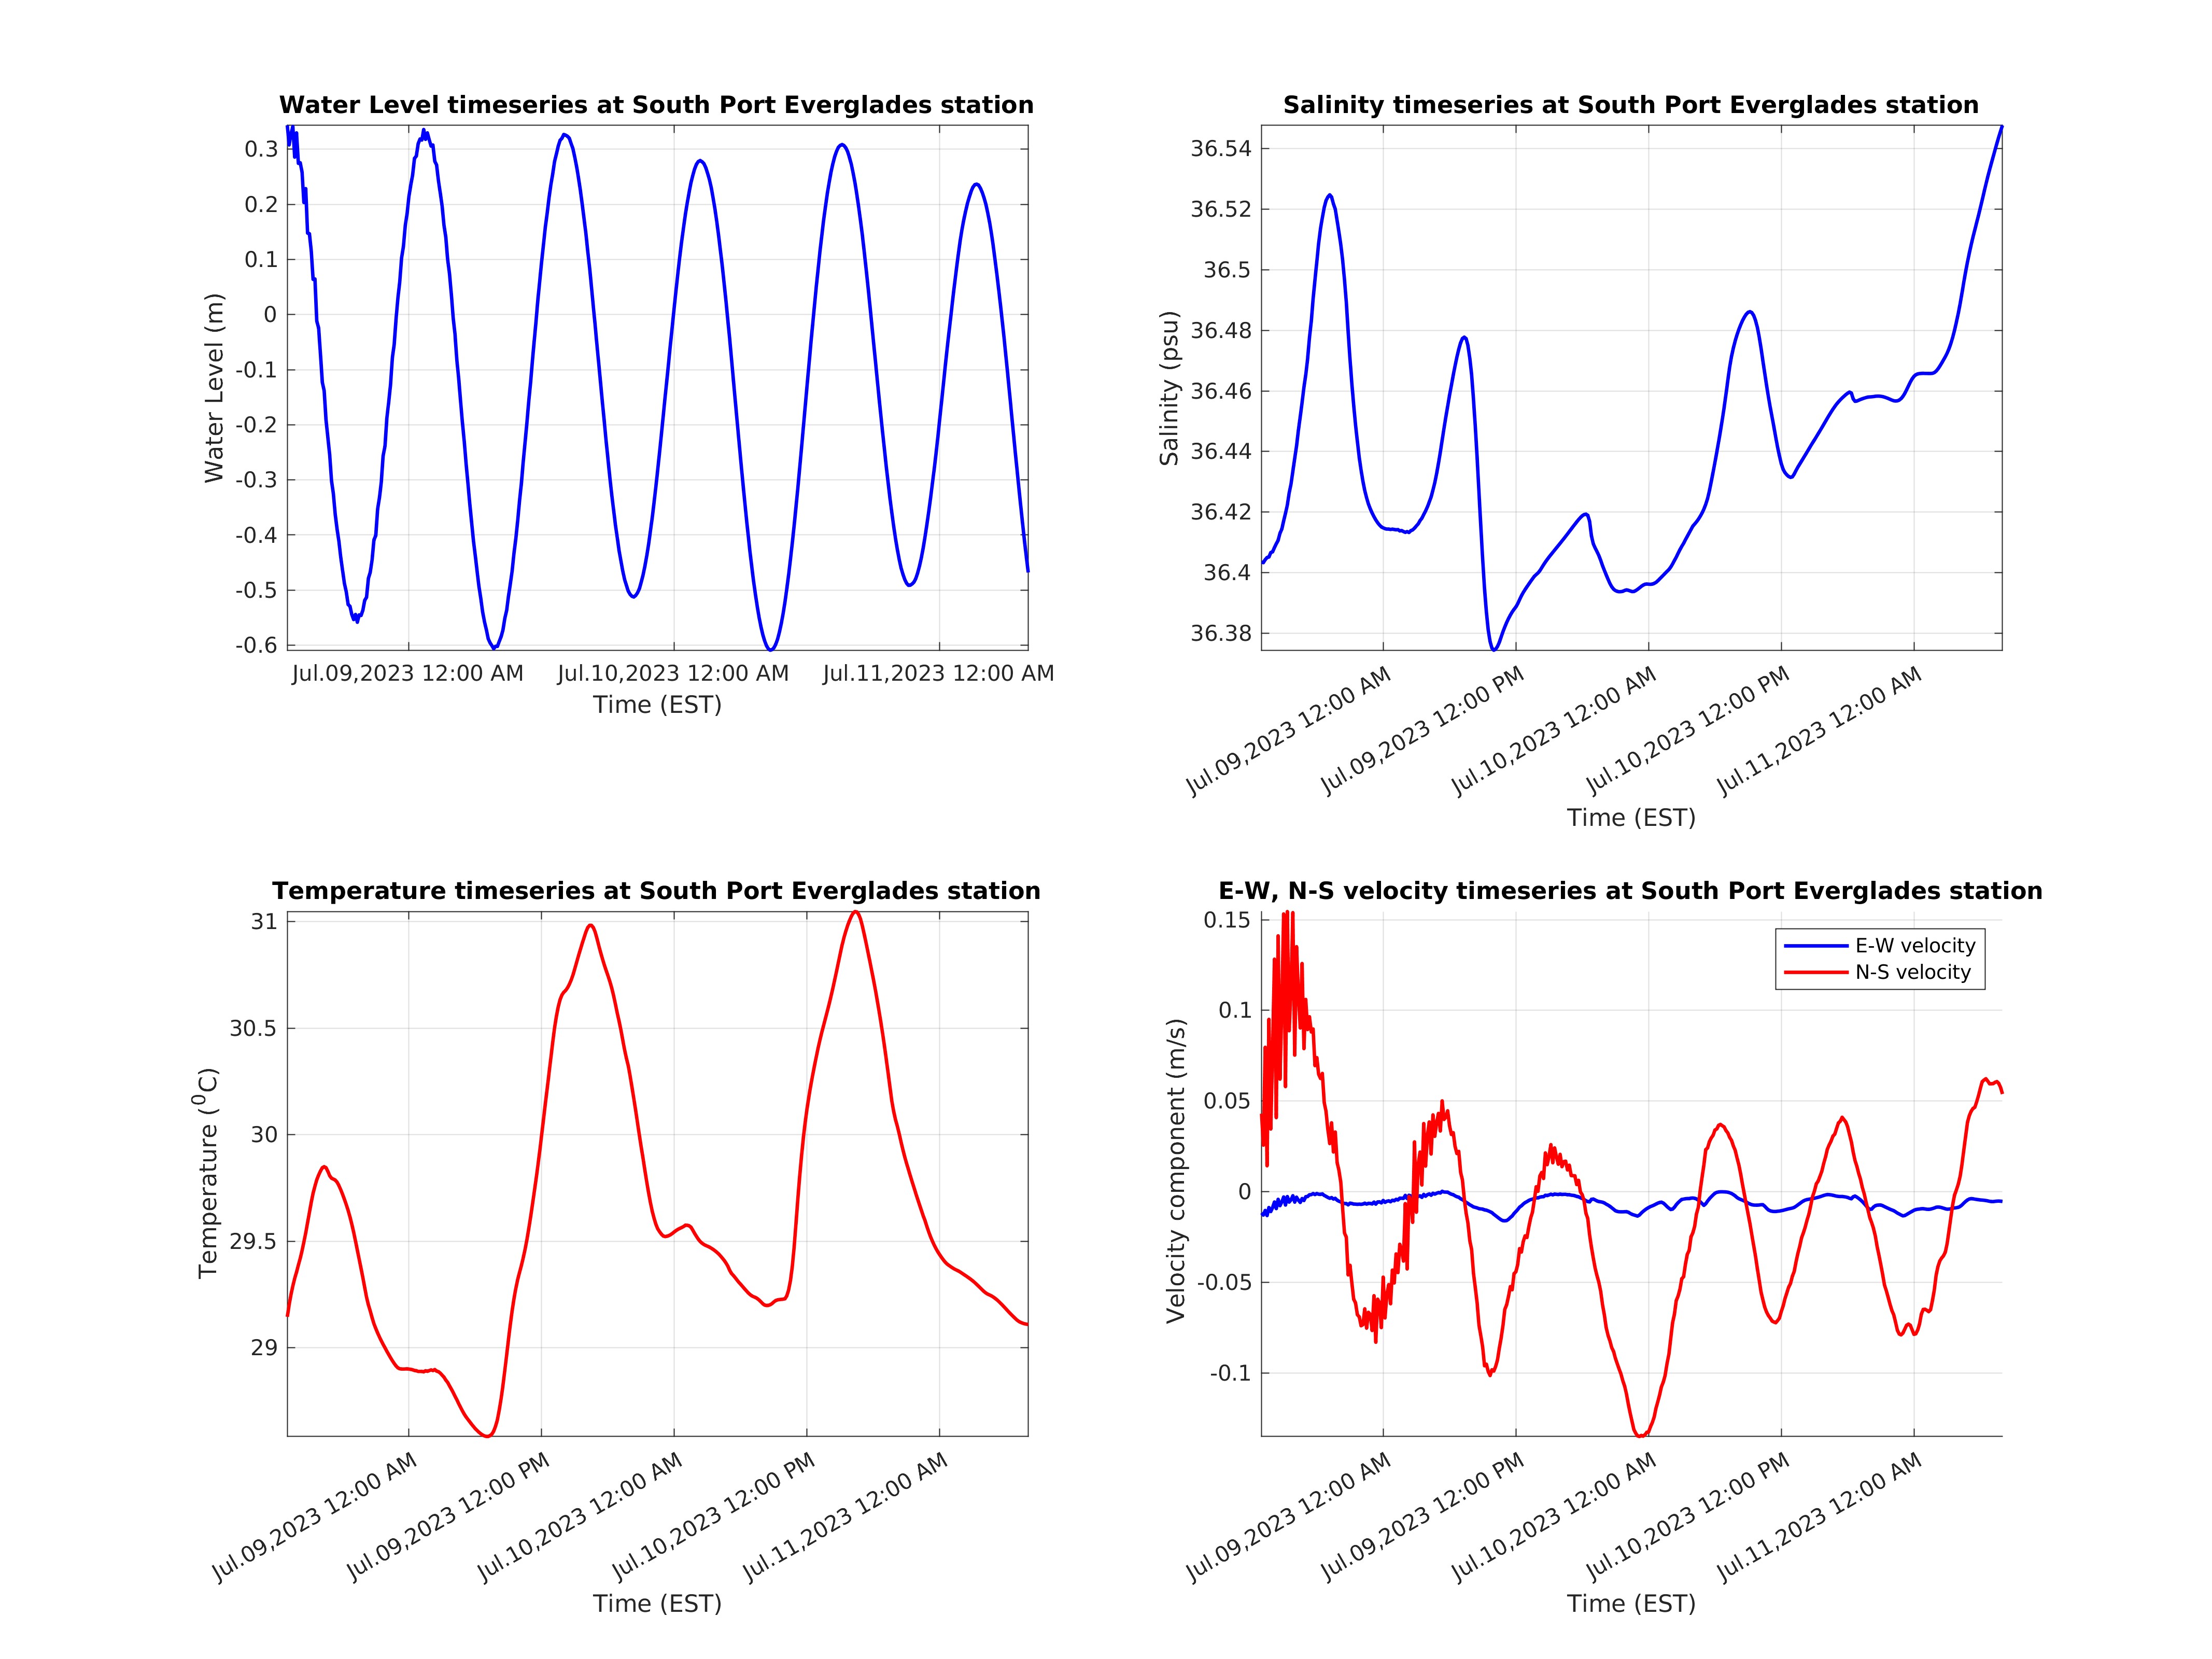 Water Level timeseries at South Port Everglades station
0.3
0.2
0.1
0
-0.1
-0.2
-0.3
-0.4
-0.5
-0.6
Water Level (m)
Jul.09,2023 12:00 AM Jul.10,2023 12:00 AM Jul.11,2023 12:00 AM
Time (EST)
Salinity timeseries at South Port Everglades station
36.54
36.52
36.5
36.48
36.46
36.44
36.42
36.4
36.38
Salinity (psu)
Jul.09,2023 12:00 AM
Jul.09,2023 12:00 PM
Jul.10,2023 12:00 AM
Jul.10,2023 12:00 PM
Jul.11,2023 12:00 AM
Time (EST)
Temperature timeseries at South Port Everglades station
31
30.5
30
29.5
29
Temperature (⁰C)
Jul.09,2023 12:00 AM
Jul.09,2023 12:00 PM
Jul.10,2023 12:00 AM
Jul.10,2023 12:00 PM
Jul.11,2023 12:00 AM
Time (EST)
E-W, N-S velocity timeseries at South Port Everglades station
0.15
0.1
0.05
0
-0.05
-0.1
Velocity component (m/s)
E-W velocity
N-S velocity
Jul.09,2023 12:00 AM
Jul.09,2023 12:00 PM
Jul.10,2023 12:00 AM
Jul.10,2023 12:00 PM
Jul.11,2023 12:00 AM
Time (EST)